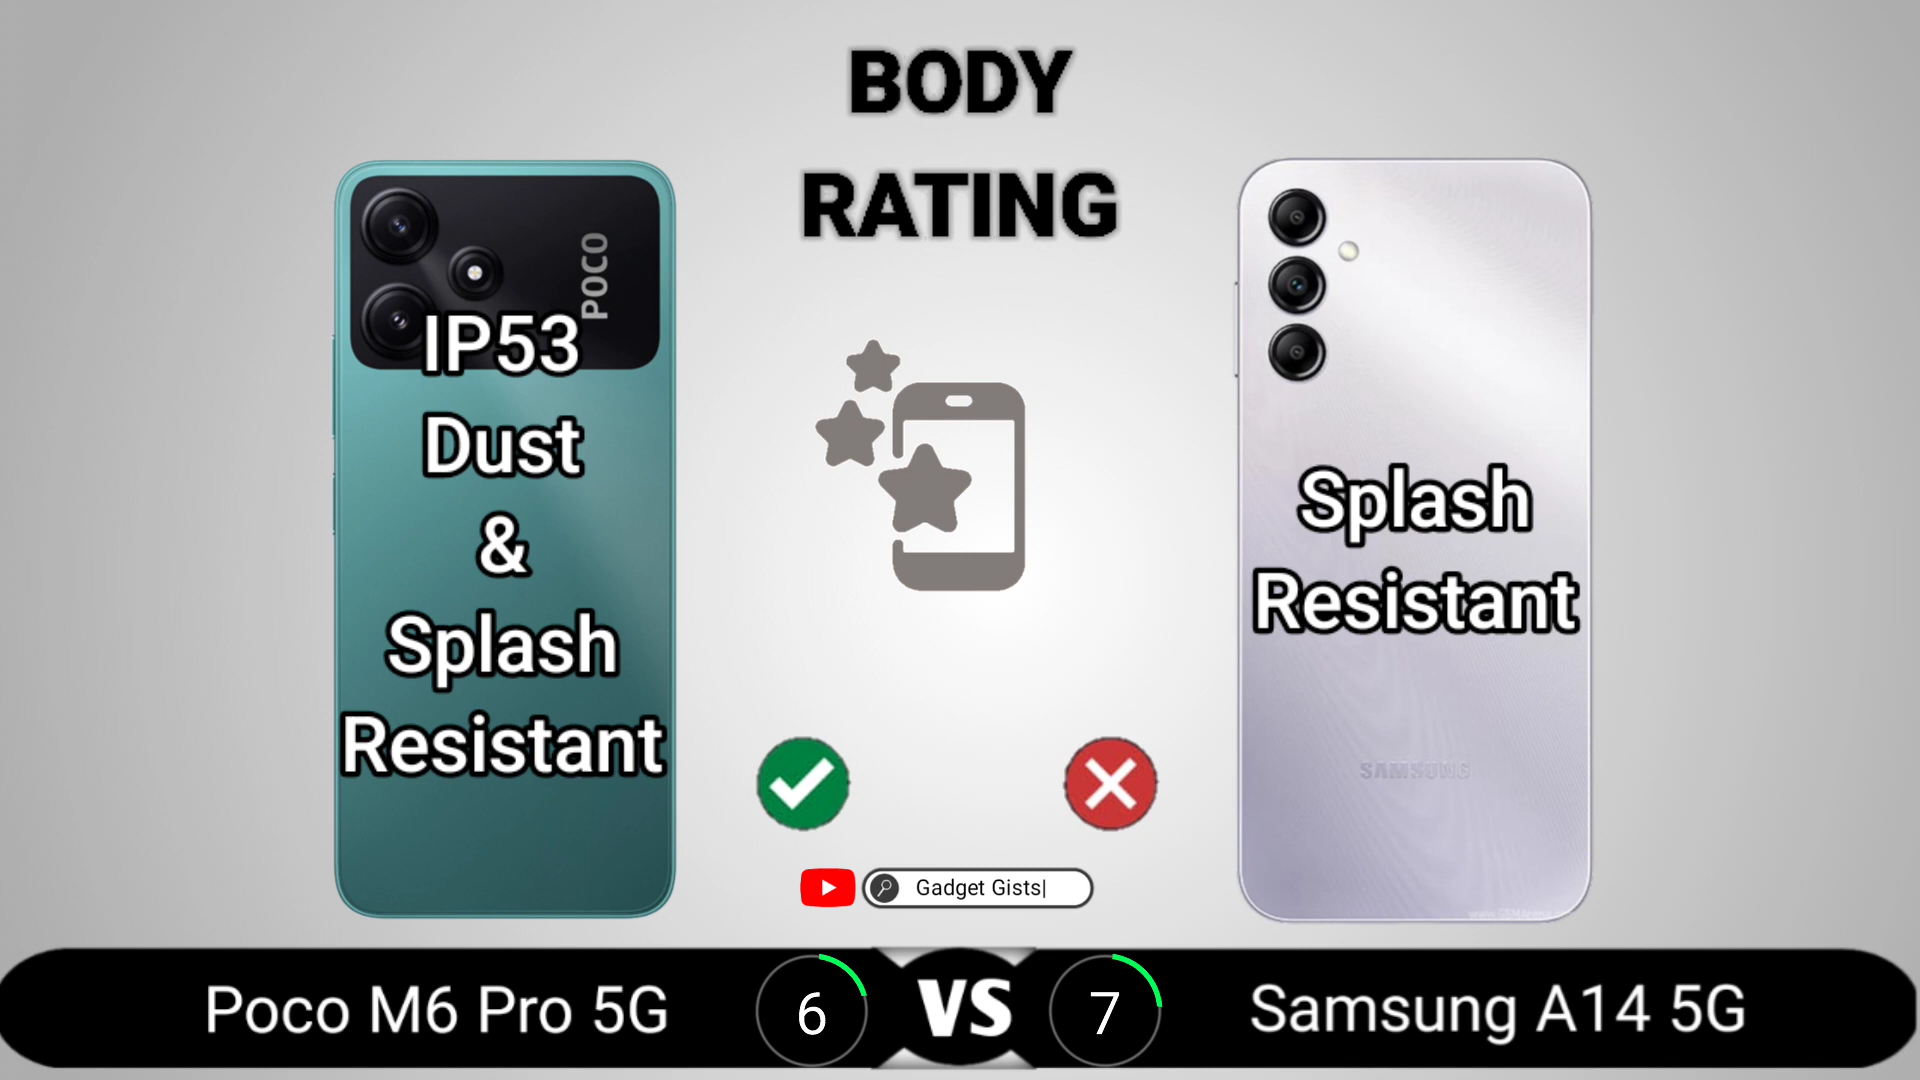 BODY
RATING
POCO
IP53
Dust
&
Splash
Resistant
Splash
Resistant
SAMSUNG
Gadget Gists|
Poco M6 Pro 5G
6
VS
7
Samsung A14 5G